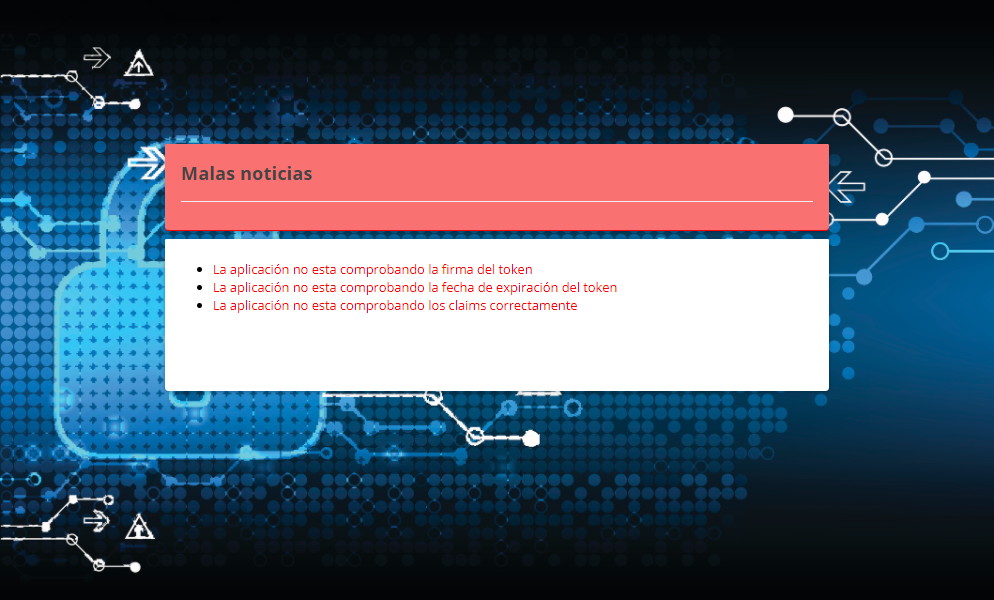 Malas noticias
La aplicación no esta comprobando la firma del token
La aplicación no esta comprobando la fecha de expiración del token
La aplicación no esta comprobando los claims correctamente